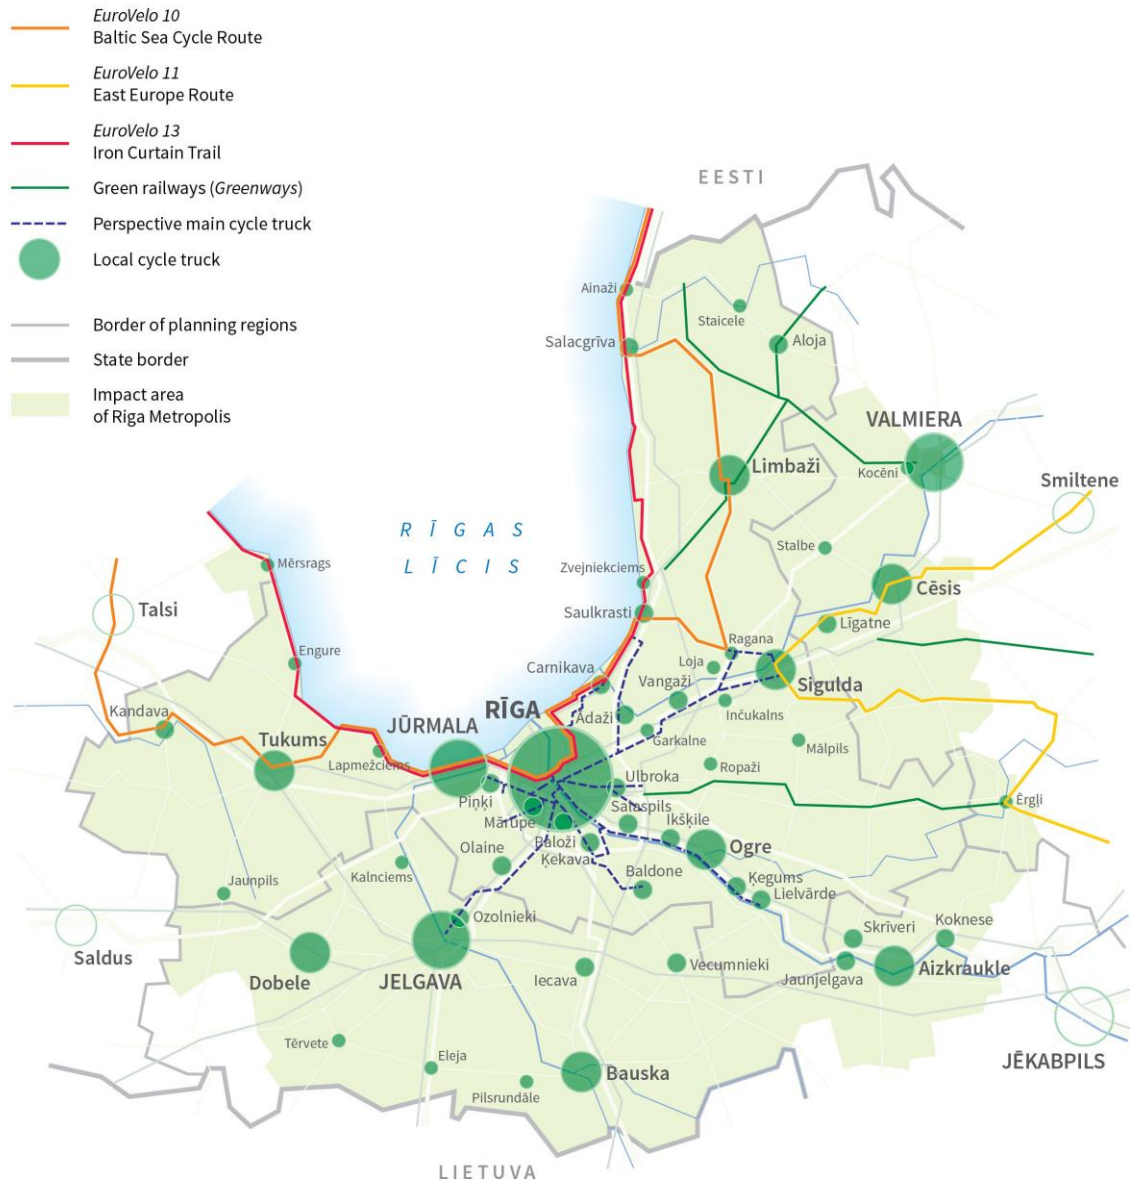 EuroVelo 10
Baltic Sea Cycle Route
EuroVelo 11
East Europe Route
EuroVelo 13
Iron Curtain Trail
Green railways (Greenways)
Perspective main cycle truck
Local cycle truck
Border of planning regions
State border
Impact area
of Riga Metropolis
EESTI
Ainaži
Staicele
Salacgrīva
Aloja
VALMIERA
Limbaži
Kocēni
Smiltene
RĪGAS
LĪCIS
Stalbe
Mērsrags
Zvejniekciems
Cēsis
Talsi
Saulkrasti
Līgatne
Engure
Ragana
Carnikava
Loja
Vangaži
Sigulda
Kandava
RĪGA
JŪRMALA
Ādaži
Inčukalns
Tukums
Garkalne
Mālpils
Lapmežciems
Ropaži
Ulbroka
Piņķi
Ērgļi
Salaspils
Mārupe
Ikšķile
Olaine
Baloži
Ogre
Ķekava
Kalnciems
Baldone
Jaunpils
Ķegums
Lielvārde
Ozolnieki
Skrīveri
Koknese
Saldus
Dobele
JELGAVA
Iecava
Vecumnieki
Jaunjelgava
Aizkraukle
Tērvete
Eleja
Bauska
JĒKABPILS
Pilsrundāle
LIETUVA